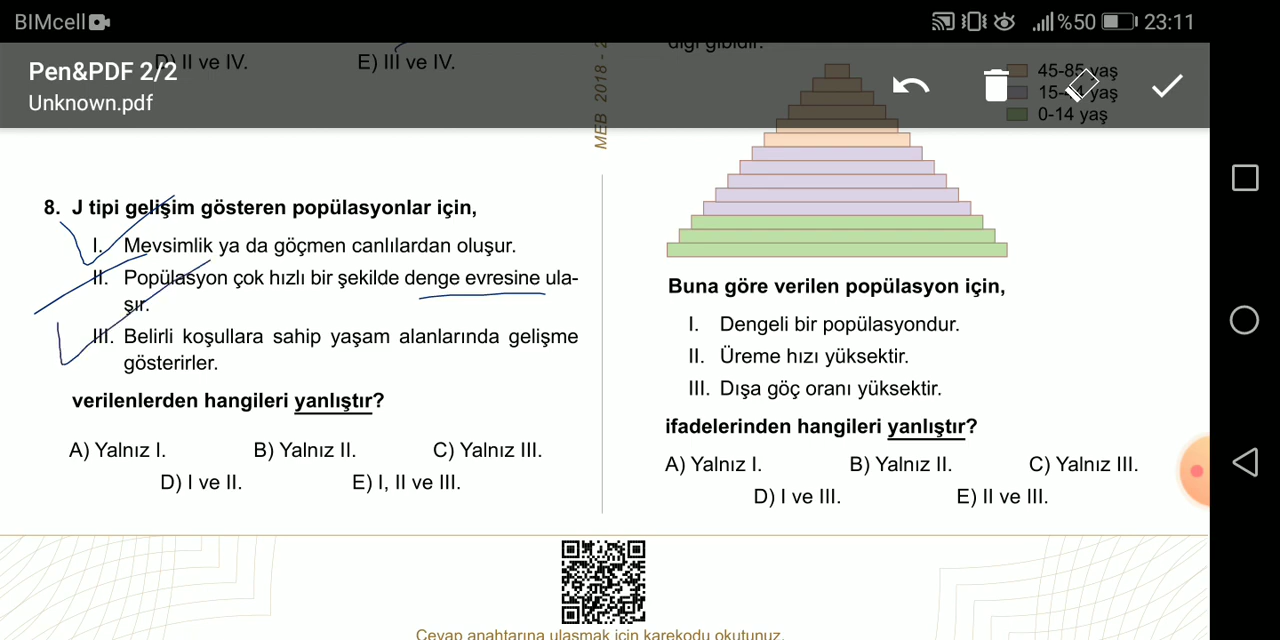 BIMcell
%50
23:11
D) II ve IV.
E) III ve IV.
Pen&PDF 2/2
Unknown.pdf
8. J tipi gelişim gösteren popülasyonlar için,
I. Mevsimlik ya da göçmen canlılardan oluşur.
II. Popülasyon çok hızlı bir şekilde denge evresine ula-
şır.
III. Belirli koşullara sahip yaşam alanlarında gelişme
gösterirler.
verilenlerden hangileri yanlıştır?
A) Yalnız I.
B) Yalnız II.
C) Yalnız III.
D) I ve II.
E) I, II ve III.
MEB 2018 - 2
45-85 yaş
yaş
0-14 yaş
Buna göre verilen popülasyon için,
I. Dengeli bir popülasyondur.
II. Üreme hızı yüksektir.
III. Dışa göç oranı yüksektir.
ifadelerinden hangileri yanlıştır?
A) Yalnız I.
B) Yalnız II.
C) Yalnız III.
D) I ve III.
E) II ve III.
Cevap anahtarına ulaşmak için karekodu okutunuz.